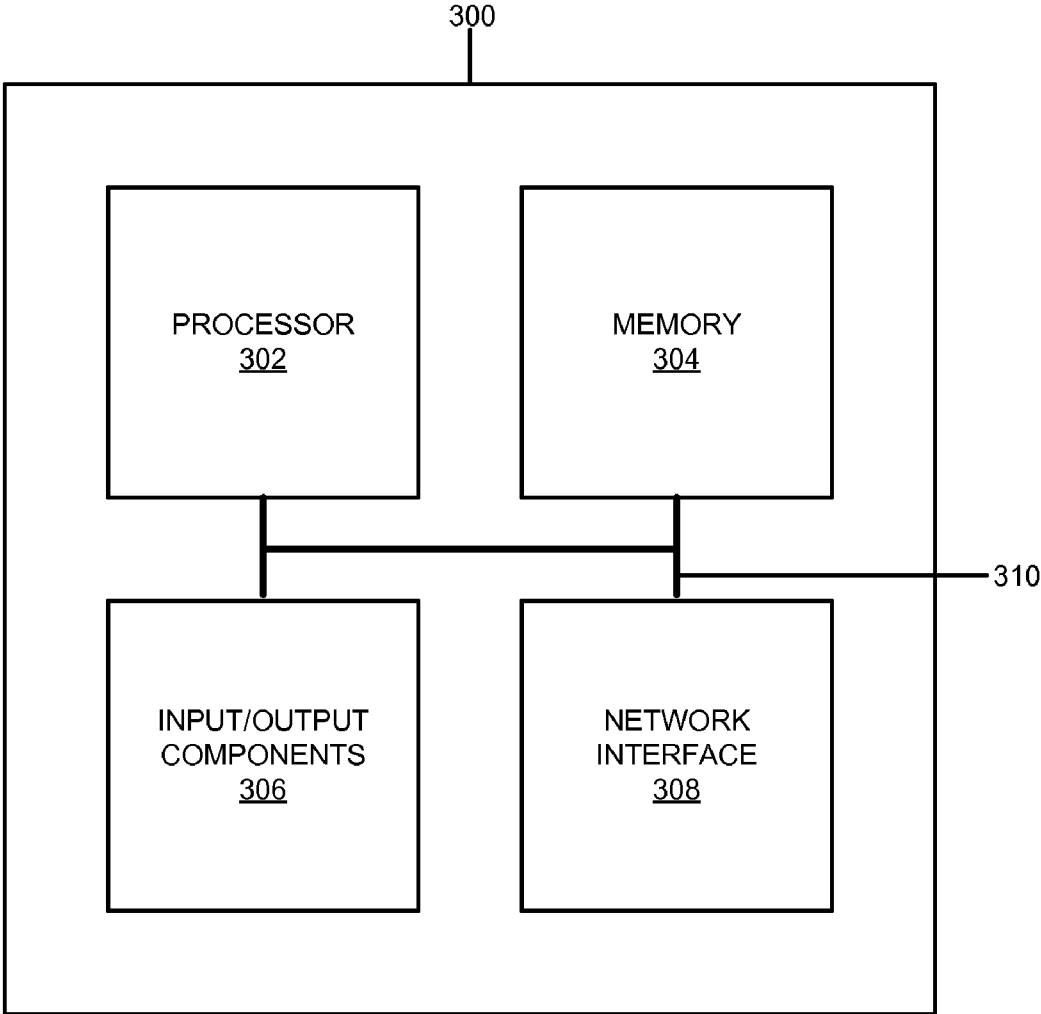 300
PROCESSOR
302
MEMORY
304
310
INPUT/OUTPUT
COMPONENTS
306
NETWORK
INTERFACE
308